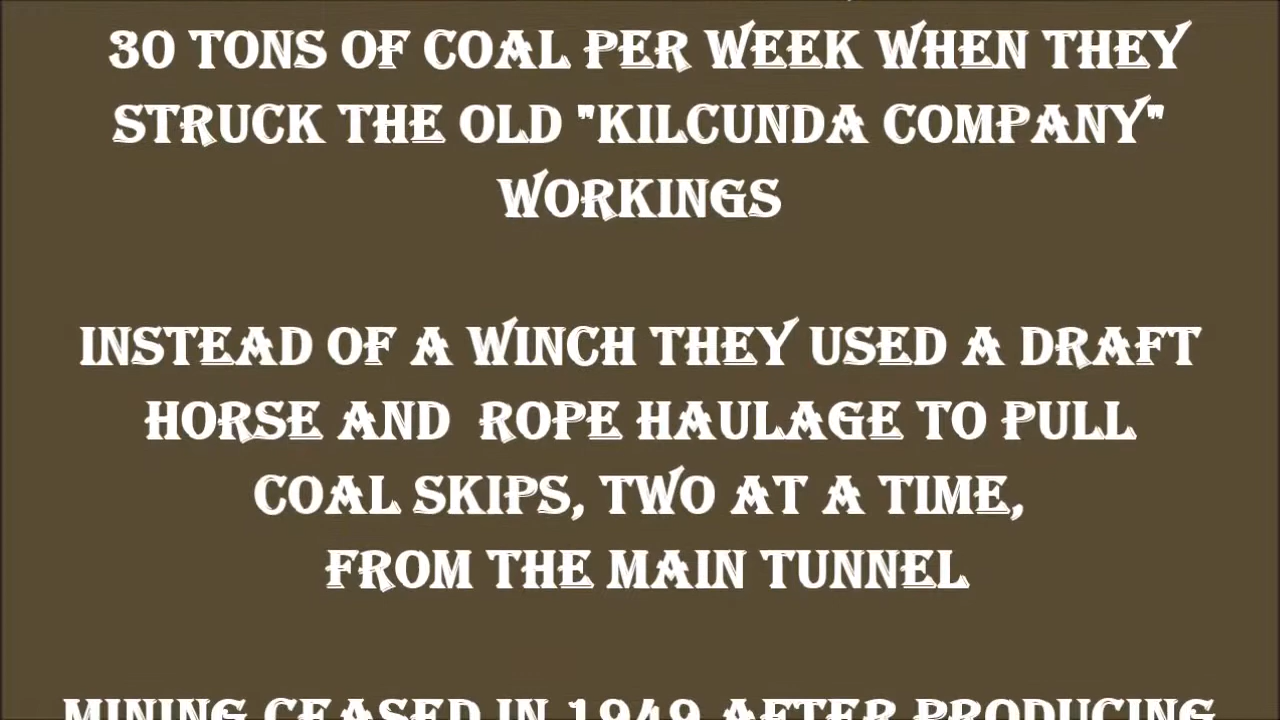 30 TONS OF COAL PER WEEK WHEN THEY
STRUCK THE OLD "KILCUNDA COMPANY"
WORKINGS
INSTEAD OF A WINCH THEY USED A DRAFT
HORSE AND ROPE HAULAGE TO PULL
COAL SKIPS, TWO AT A TIME,
FROM THE MAIN TUNNEL
MINING CEASED IN 1949 AFTER PRODUCING